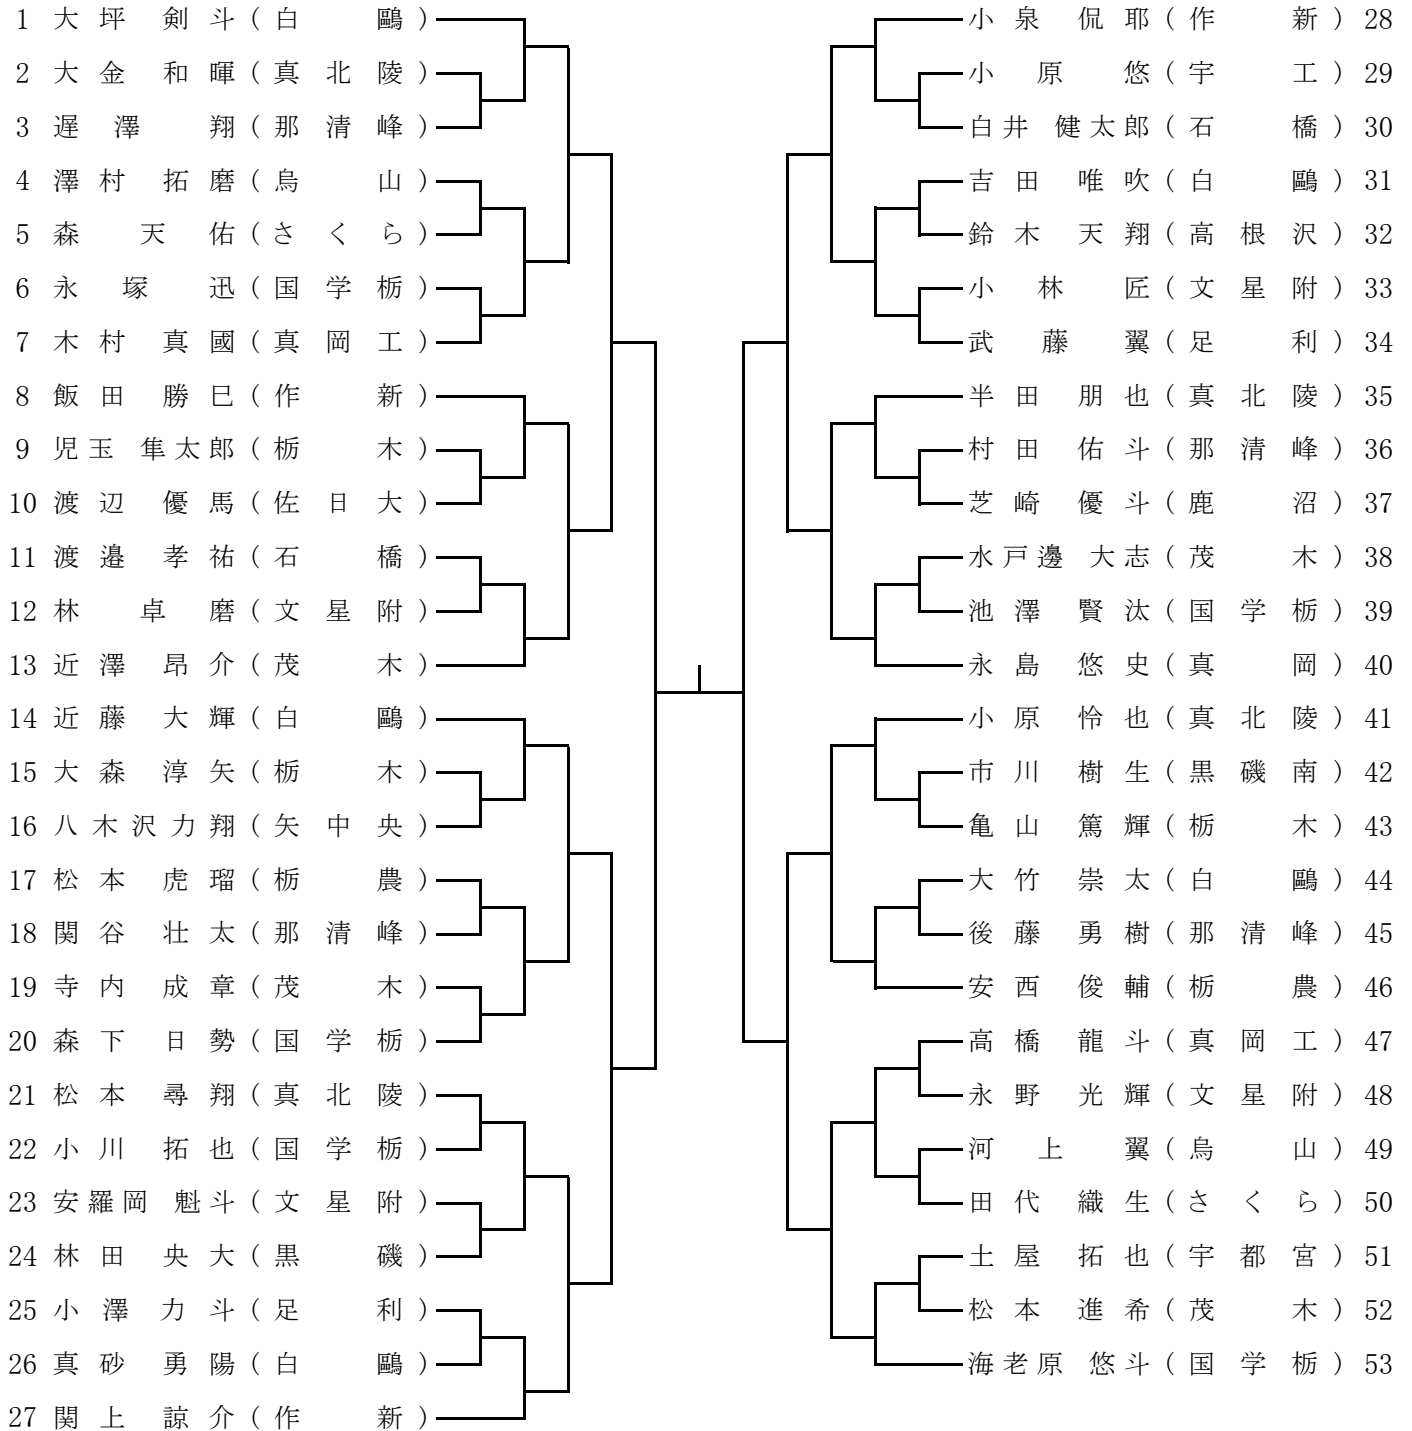 1 大坪 剣斗(白 鷗)
2 大金 和暉(真北陵)
3 遅澤 翔(那清峰)
4 澤村 拓磨(烏 山)
5 森 天佑(さくら)
6 永塚 迅(国学栃)
7 木村 真國(真岡工)
8 飯田 勝巳(作 新)
9 児玉 隼太郎(栃 木)
10 渡辺 優馬(佐日大)
11 渡邉 孝祐(石 橋)
12 林 卓磨(文星附)
13 近澤 昂介(茂 木)
14 近藤 大輝(白 鷗)
15 大森 淳矢(栃 木)
16 八木沢力翔(矢中央)
17 松本 虎瑠(栃 農)
18 関谷 壮太(那清峰)
19 寺内 成章(茂 木)
20 森下 日勢(国学栃)
21 松本 尋翔(真北陵)
22 小川 拓也(国学栃)
23 安羅岡 魁斗(文星附)
24 林田 央大(黒 磯)
25 小澤 力斗(足 利)
26 真砂 勇陽(白 鷗)
27 関上 諒介(作 新)
小泉 侃耶(作 新)28
小原 悠(宇 工)29
白井 健太郎(石 橋)30
吉田 唯吹(白 鷗)31
鈴木 天翔(高根沢)32
小林 匠(文星附)33
武藤 翼(足 利)34
半田 朋也(真北陵)35
村田 佑斗(那清峰)36
芝崎 優斗(鹿 沼)37
水戸邊 大志(茂 木)38
池澤 賢汰(国学栃)39
永島 悠史(真 岡)40
小原 怜也(真北陵)41
市川 樹生(黒磯南)42
亀山 篤輝(栃 木)43
大竹 崇太(白 鷗)44
後藤 勇樹(那清峰)45
安西 俊輔(栃 農)46
高橋 龍斗(真岡工)47
永野 光輝(文星附)48
河上 翼(烏 山)49
田代 織生(さくら)50
土屋 拓也(宇都宮)51
松本 進希(茂 木)52
海老原 悠斗(国学栃)53